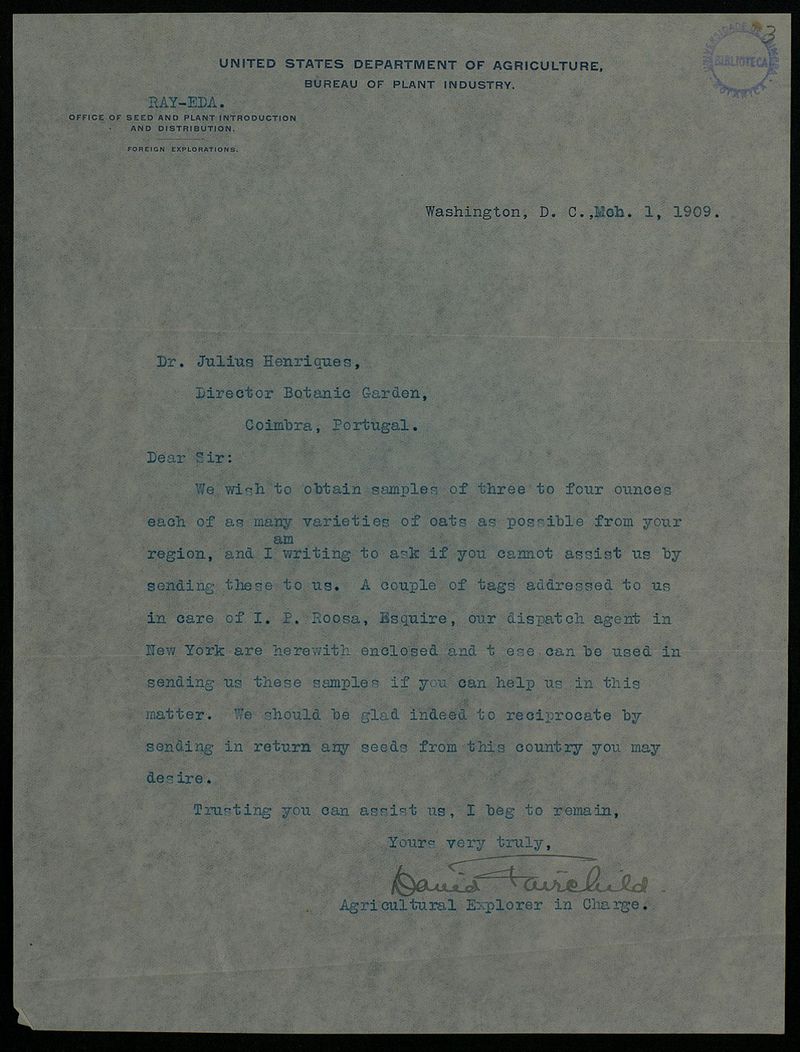 3
BIBLIOTECA
UNITED STATES DEPARTMENT OF AGRICULTURE,
BUREAU OF PLANT INDUSTRY.
RAY-EDA.
OFFICE OF SEED AND PLANT INTRODUCTION
AND DISTRIBUTION.
FOREIGN EXPLORATIONS.
Washington, D. C.,Mch. 1, 1909.
Dr. Julius Henriques,
Director Botanic Garden,
Coimbra, Portugal.
Dear Sir:
We wish to obtain samples of three to four ounces
each of as many varieties of oats as possible from your
am
region, and I writing to ask if you cannot assist us by
sending these to us. A couple of tags addressed to us
in care of I. P. Roosa, Esquire, our dispatch agent in
New York are herewith enclosed and t ese can be used in
sending us these samples if you can help us in this
matter. We should be glad indeed to reciprocate by
sending in return any seeds from this country you may
desire.
Trusting you can assist us, I beg to remain,
Yours very truly,
David Fairchild.
Agricultural Explorer in Charge.